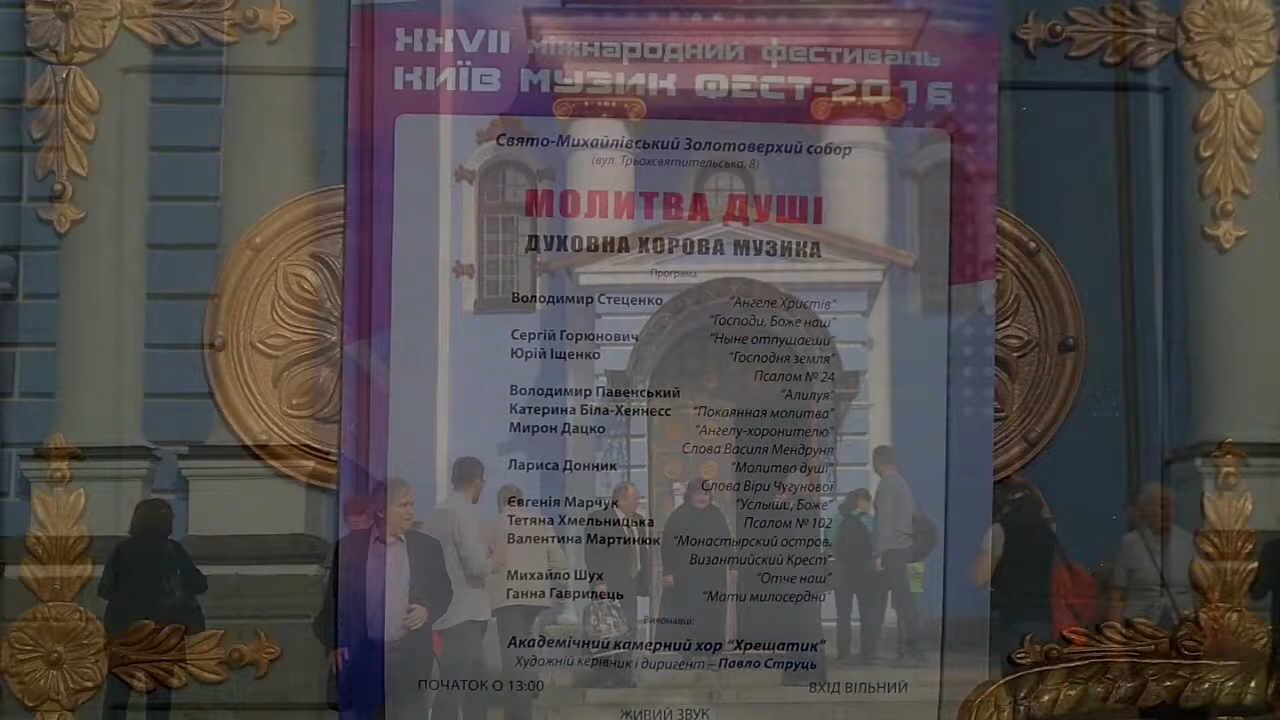 XXVII міжнародний фестиваль
КИЇВ МУЗИК ФЕСТ-2016
Свято-Михайлівський Золотоверхий собор
(вул. Трьохсвятительська, 8)
МОЛИТВА ДУШІ
ДУХОВНА ХОРОВА МУЗИКА
Програма
Володимир Стеценко "Ангеле Христів"
"Господи, Боже наш"
Сергій Горюнович "Ныне отпущаеши"
Юрій Іщенко "Господня земля"
Псалом № 24
Володимир Павенський "Алилуя"
Катерина Біла-Хеннесс "Покаянная молитва"
Мирон Дацко "Ангелу-хоронителю"
Слова Василя Мендруня
Лариса Донник "Молитва душі"
Слова Віри Чугунової
Євгенія Марчук "Услыши, Боже"
Тетяна Хмельницька Псалом № 102
Валентина Мартинюк "Монастырский остров,
Византийский Крест"
Михайло Шух "Отче наш"
Ганна Гаврилець "Мати милосердна"
Виконавці:
Академічний камерний хор "Хрещатик"
Художній керівник і диригент – Павло Струць
ПОЧАТОК О 13:00 ВХІД ВІЛЬНИЙ
ЖИВИЙ ЗВУК